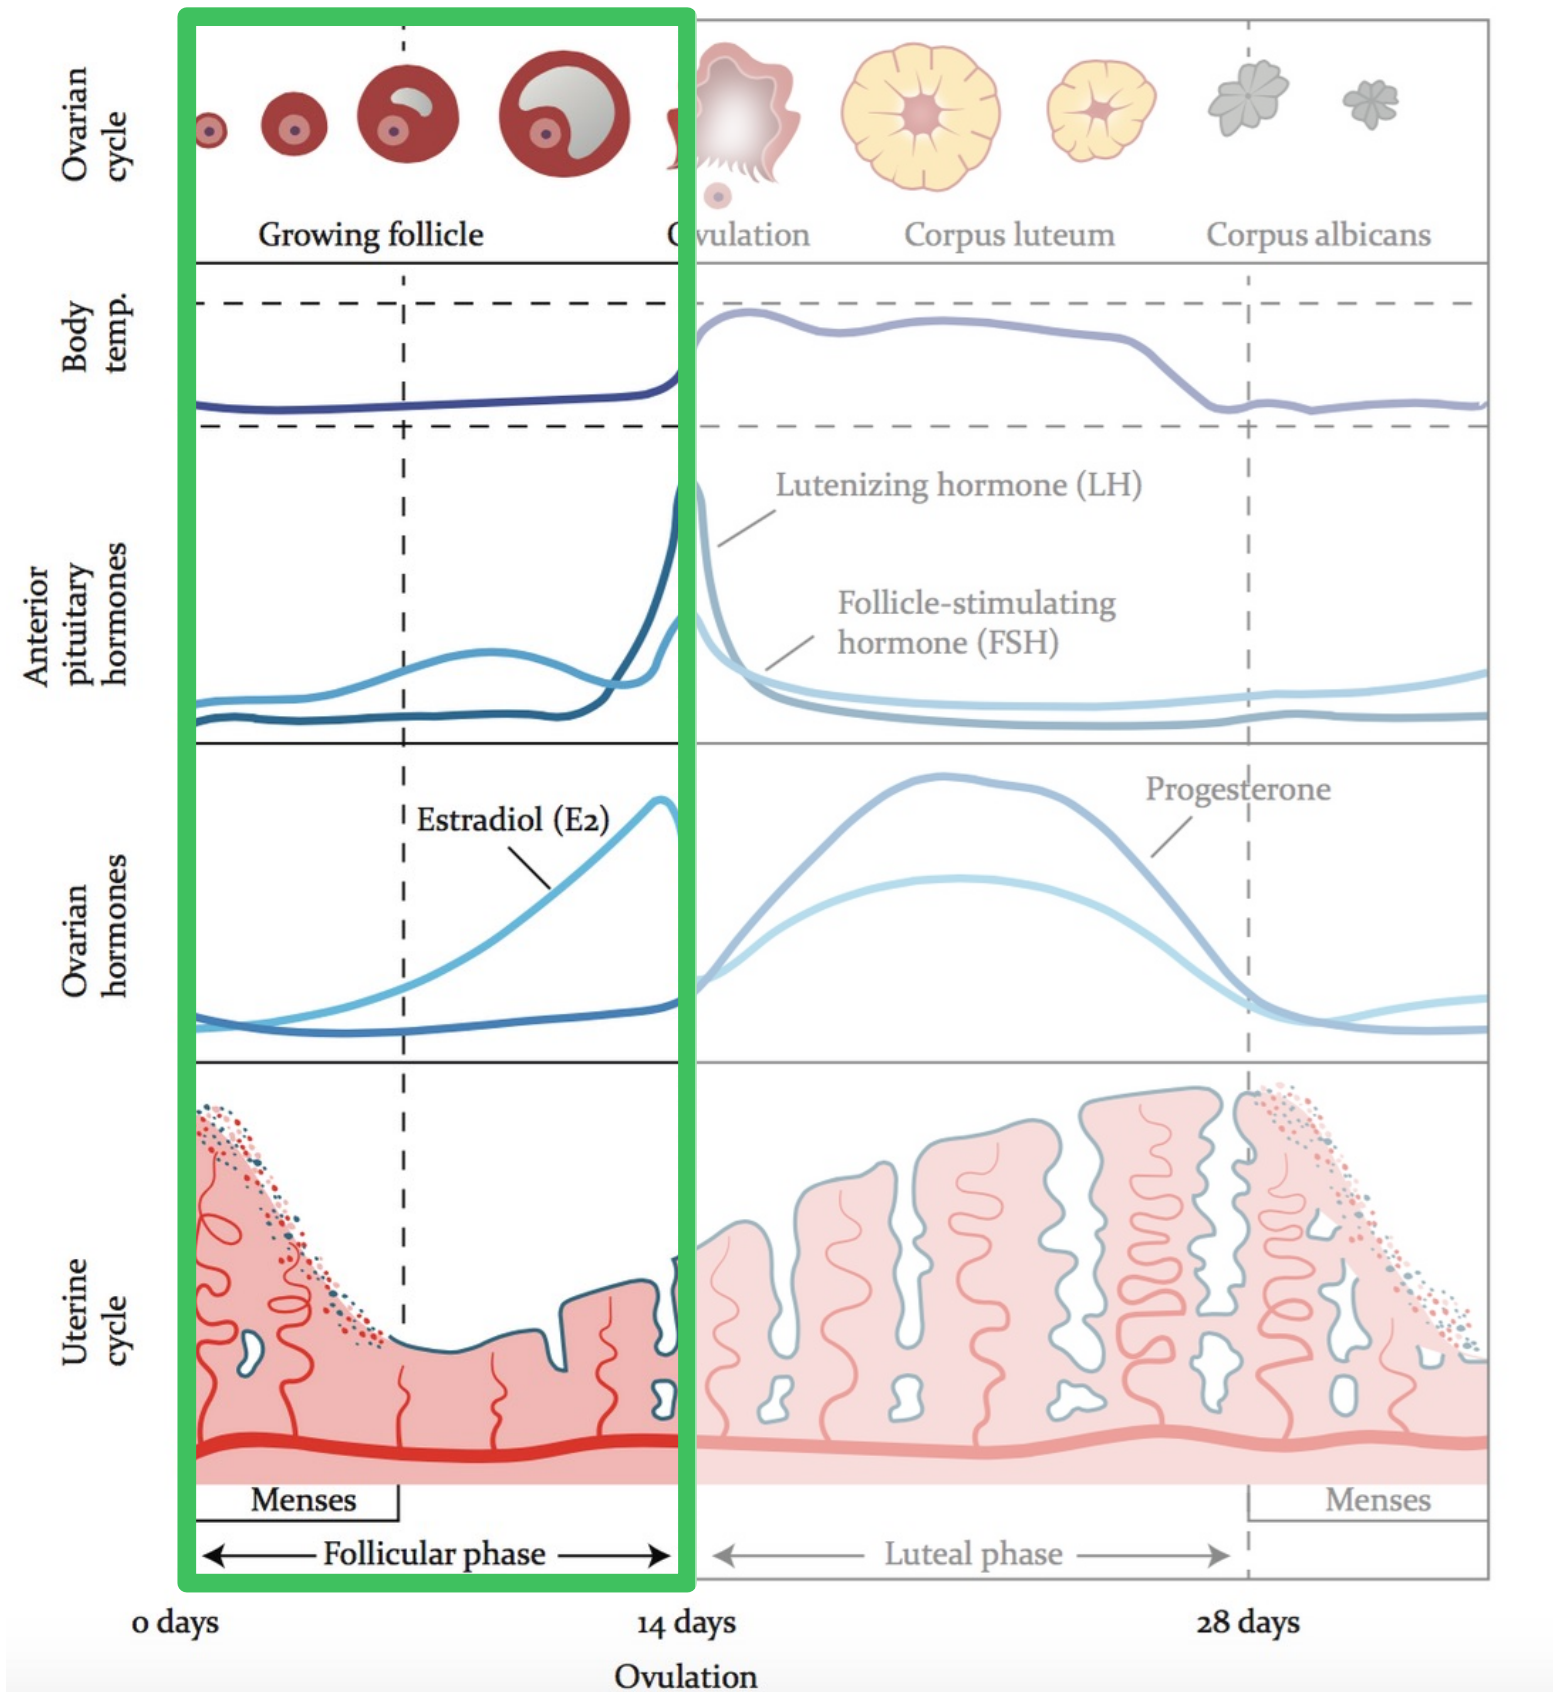 Ovarian
cycle
Growing follicle
Ovulation
Corpus luteum
Corpus albicans
Body
temp.
Anterior
pituitary
hormones
Lutenizing hormone (LH)
Follicle-stimulating
hormone (FSH)
Ovarian
hormones
Estradiol (E2)
Progesterone
Uterine
cycle
Menses
Menses
Follicular phase
Luteal phase
0 days
14 days
28 days
Ovulation